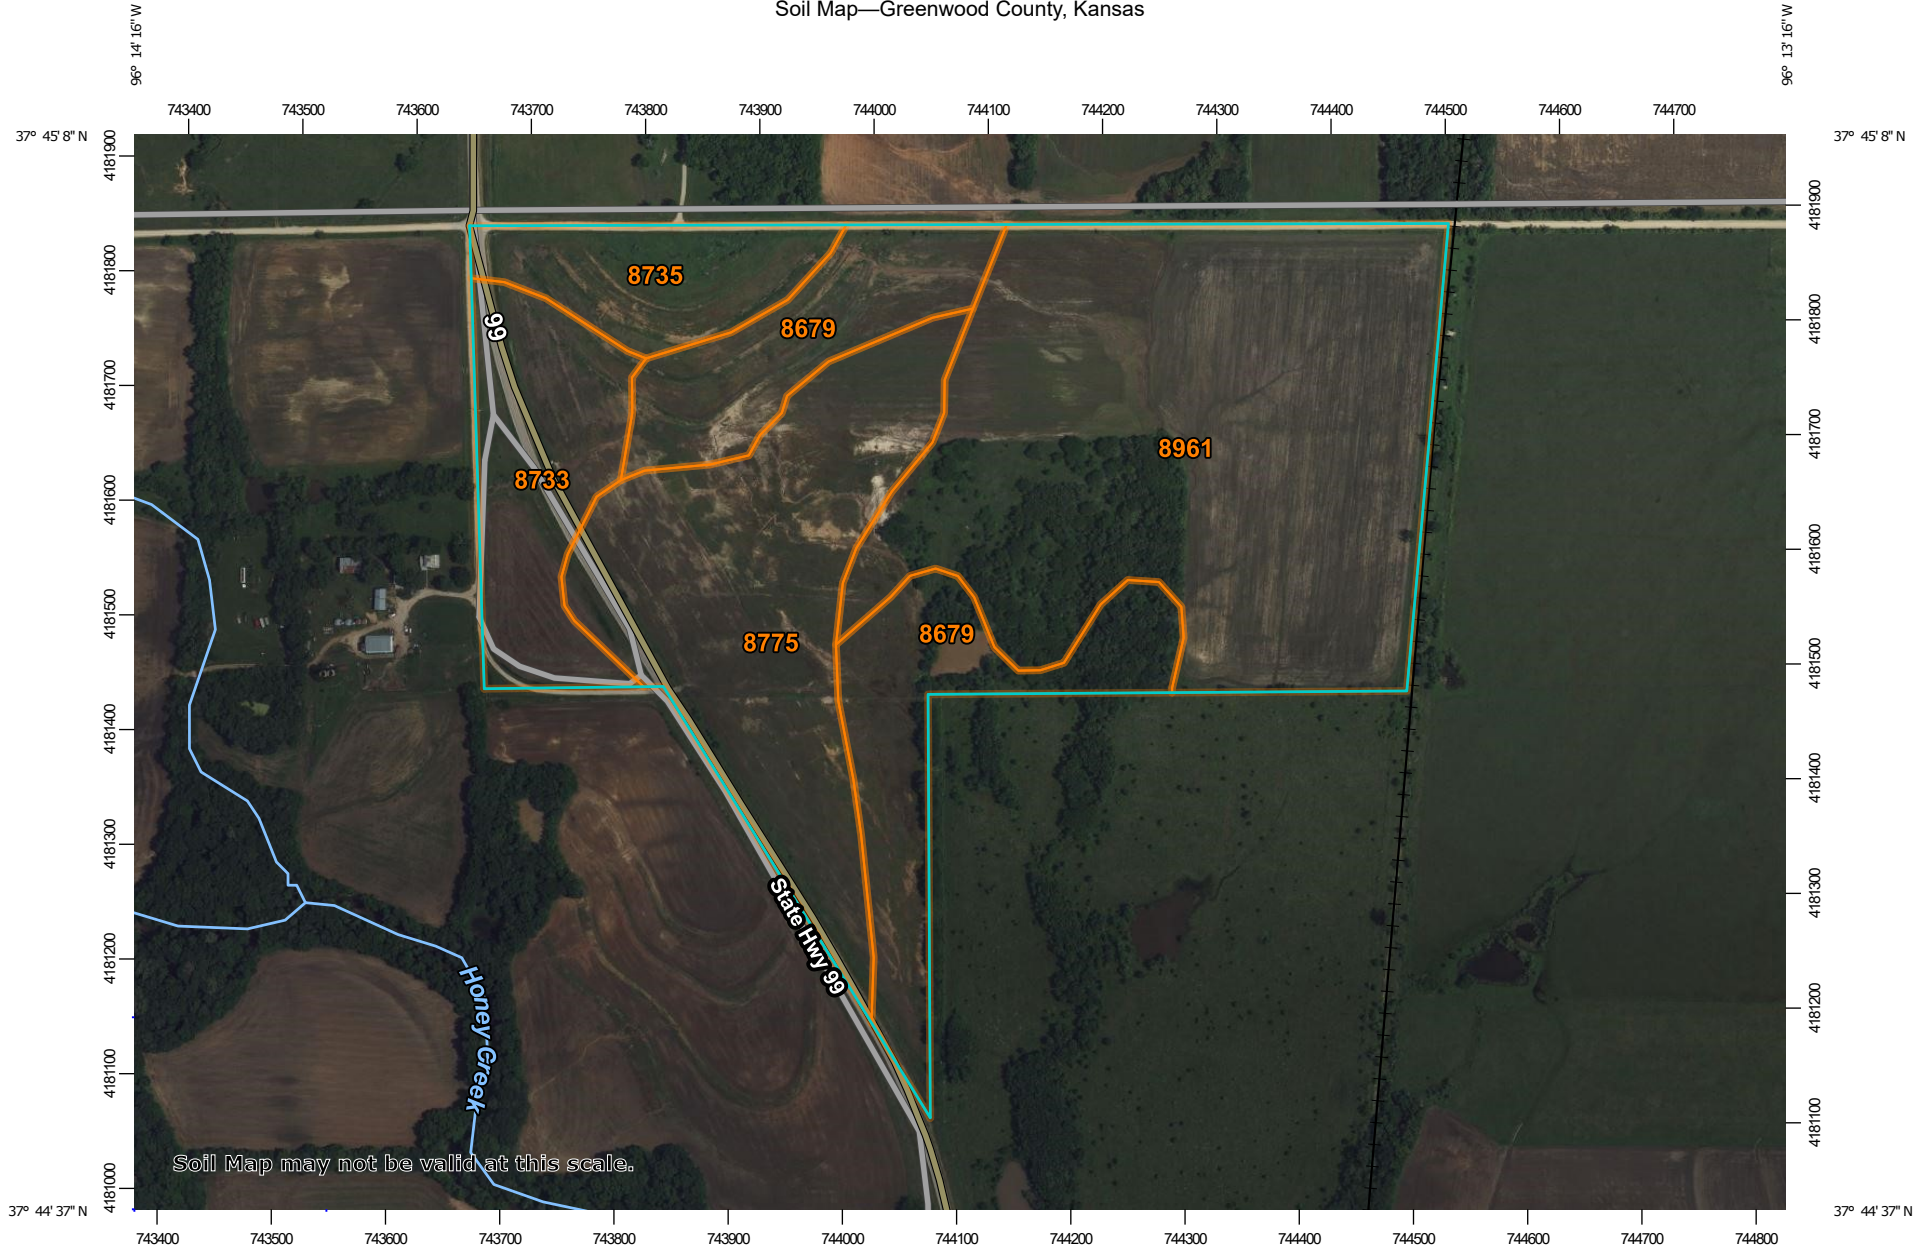 Soil Map—Greenwood County, Kansas
96° 14' 16'' W
96° 13' 16'' W
743400 743500 743600 743700 743800 743900 744000 744100 744200 744300 744400 744500 744600 744700
37° 45' 8'' N
37° 45' 8'' N
4181900
4181900
4181800
8735
99
8679
4181800
4181700
8961
4181700
8733
4181600
4181600
4181500
8775
8679
4181500
4181400
4181400
4181300
4181300
State Hwy 99
4181200
Honey Creek
4181200
4181100
4181100
Soil Map may not be valid at this scale.
4181000
37° 44' 37'' N
37° 44' 37'' N
743400 743500 743600 743700 743800 743900 744000 744100 744200 744300 744400 744500 744600 744700 744800